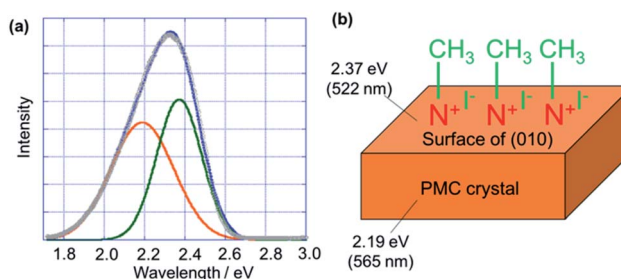 (a)
Intensity
1.8 2.0 2.2 2.4 2.6 2.8 3.0
Wavelength / eV
(b)
CH₃ CH₃ CH₃
2.37 eV
(522 nm)
N⁺ I⁻ N⁺ I⁻ N⁺ I⁻
Surface of (010)
PMC crystal
2.19 eV
(565 nm)